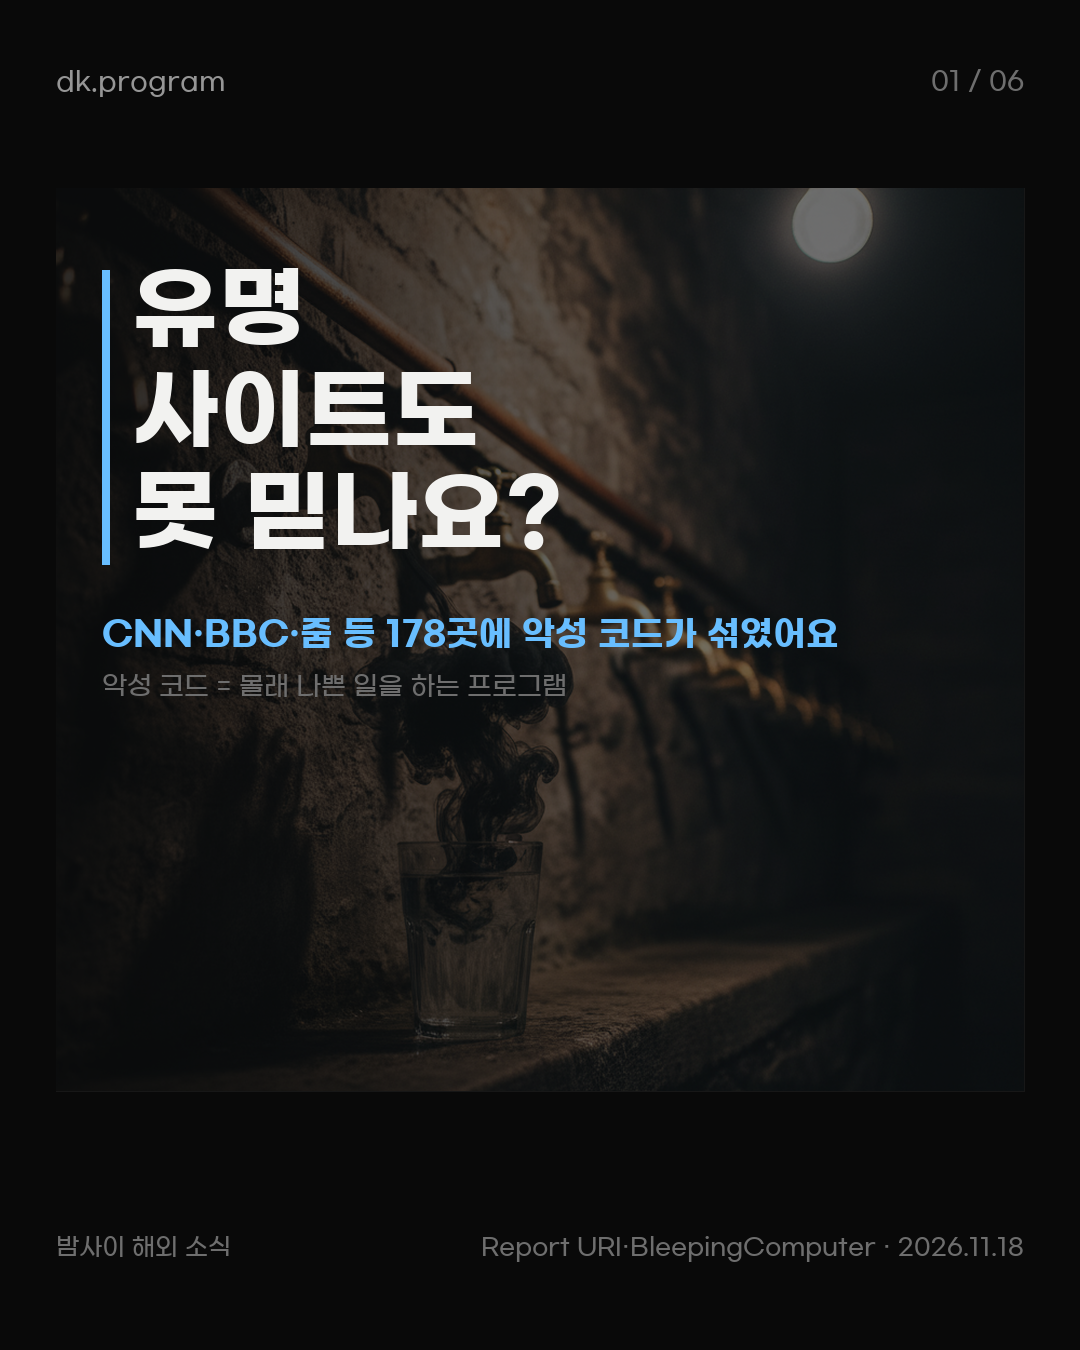 dk.program
01 / 06
유명
사이트도
못 믿나요?
CNN·BBC·줌 등 178곳에 악성 코드가 섞였어요
악성 코드 = 몰래 나쁜 일을 하는 프로그램
밤사이 해외 소식
Report URI·BleepingComputer · 2026.11.18